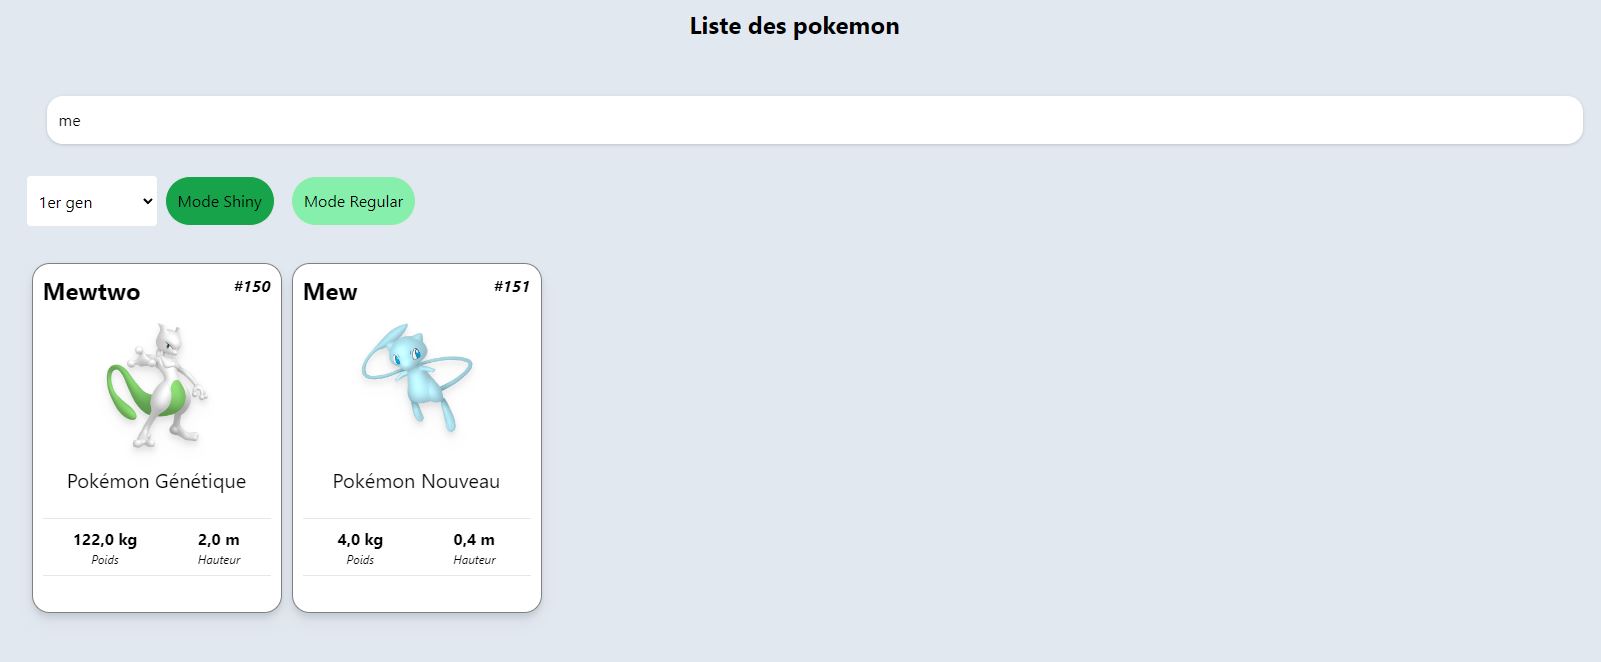 Liste des pokemon
me
1er gen
Mode Shiny
Mode Regular
Mewtwo
#150
Pokémon Génétique
122,0 kg
2,0 m
Poids
Hauteur
Mew
#151
Pokémon Nouveau
4,0 kg
0,4 m
Poids
Hauteur